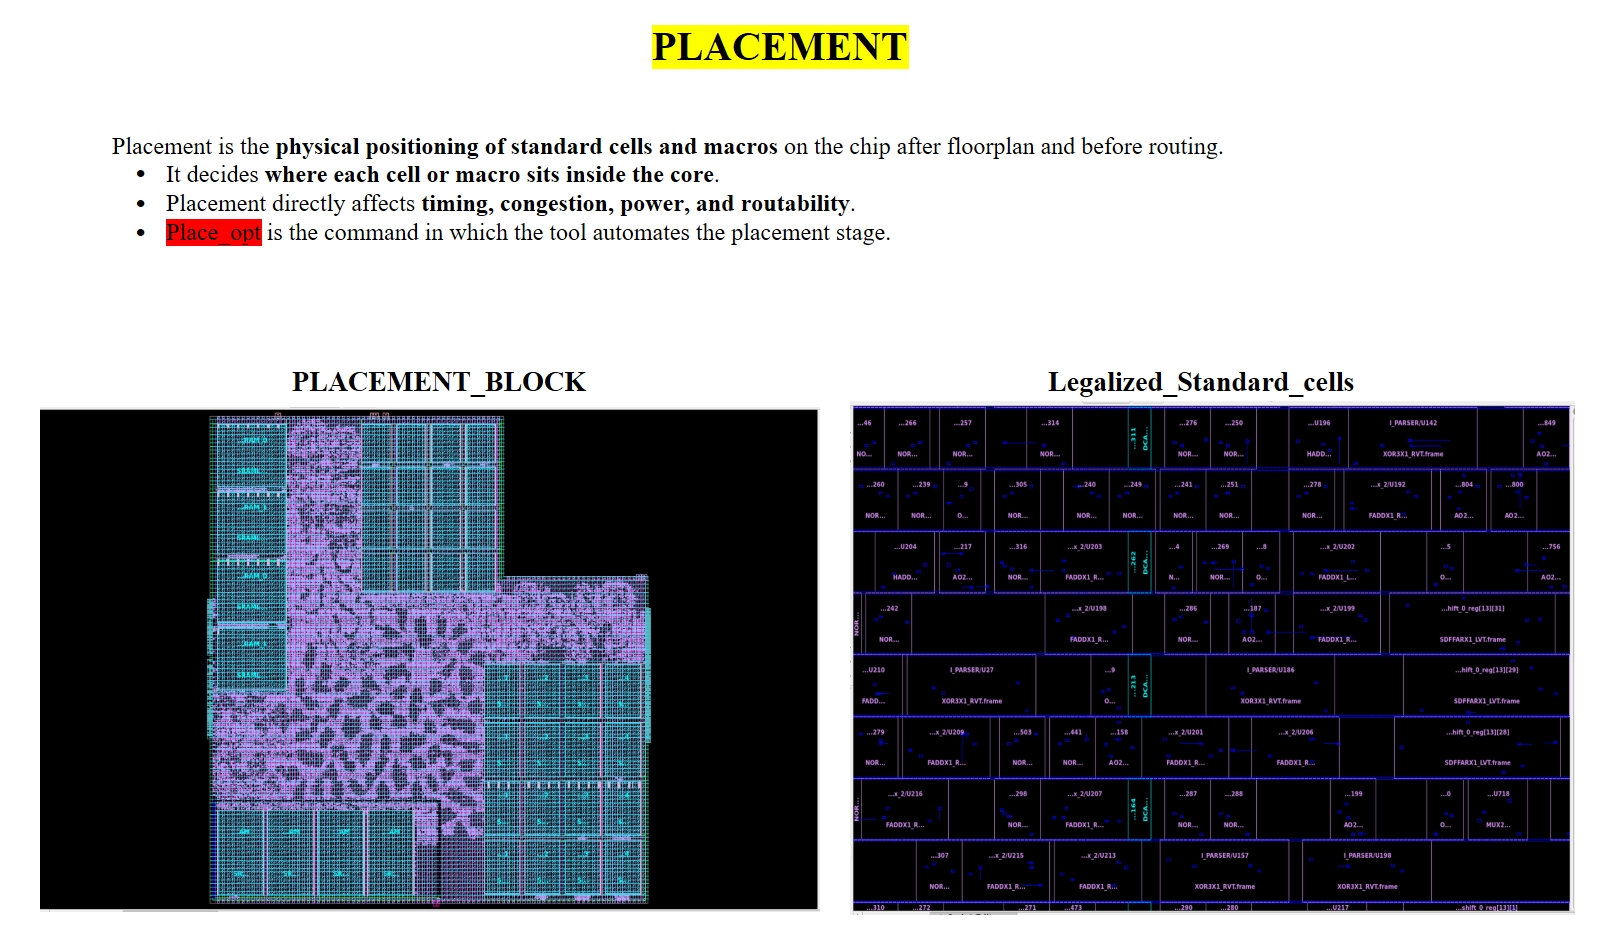 PLACEMENT
Placement is the physical positioning of standard cells and macros on the chip after floorplan and before routing.
• It decides where each cell or macro sits inside the core.
• Placement directly affects timing, congestion, power, and routability.
• Place_opt is the command in which the tool automates the placement stage.
PLACEMENT_BLOCK
Legalized_Standard_cells
...46 ...266 ...257 ...314 ...311 ...276 ...250 ...U196 I_PARSER/U142 ...849
NO... NOR... NOR... NOR... DCA... NOR... NOR... HADD... XOR3X1_RVT.frame AO2...
...260 ...239 ...9 ...305 ...240 ...249 ...241 ...251 ...278 ...x_2/U192 ...804 ...800
NOR... NOR... O... NOR... NOR... NOR... NOR... NOR... NOR... FADDX1_R... AO2... AO2...
...U204 ...217 ...316 ...x_2/U203 ...262 ...4 ...269 ...8 ...x_2/U202 ...5 ...756
HADD... AO2... NOR... FADDX1_R... DCA... N... NOR... O... FADDX1_L... O... AO2...
...242 ...x_2/U198 ...286 ...187 ...x_2/U199 ...hift_0_reg[13][31]
NOR... NOR... FADDX1_R... NOR... AO2... FADDX1_R... SDFFARX1_LVT.frame
...U210 I_PARSER/U27 ...9 ...213 I_PARSER/U186 ...hift_0_reg[13][29]
FADD... XOR3X1_RVT.frame O... DCA... XOR3X1_RVT.frame SDFFARX1_LVT.frame
...279 ...x_2/U209 ...503 ...441 ...158 ...x_2/U201 ...x_2/U206 ...hift_0_reg[13][28]
NOR... FADDX1_R... NOR... NOR... AO2... FADDX1_R... FADDX1_R... SDFFARX1_LVT.frame
...x_2/U216 ...298 ...x_2/U207 ...164 ...287 ...288 ...199 ...0 ...U718
NOR... FADDX1_R... NOR... FADDX1_R... DCA... NOR... NOR... AO2... O... MUX2...
...307 ...x_2/U215 ...x_2/U213 I_PARSER/U157 I_PARSER/U198
NOR... FADDX1_R... FADDX1_R... XOR3X1_RVT.frame XOR3X1_RVT.frame
...310 ...272 ...271 ...473 ...290 ...280 ...U217 ...shift_0_reg[13][1]